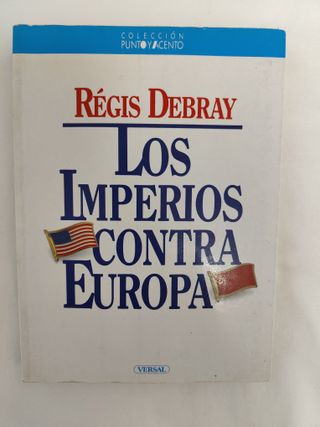 COLECCIÓN
PUNTO Y ACENTO
RÉGIS DEBRAY
LOS
IMPERIOS
CONTRA
EUROPA
VERSAL